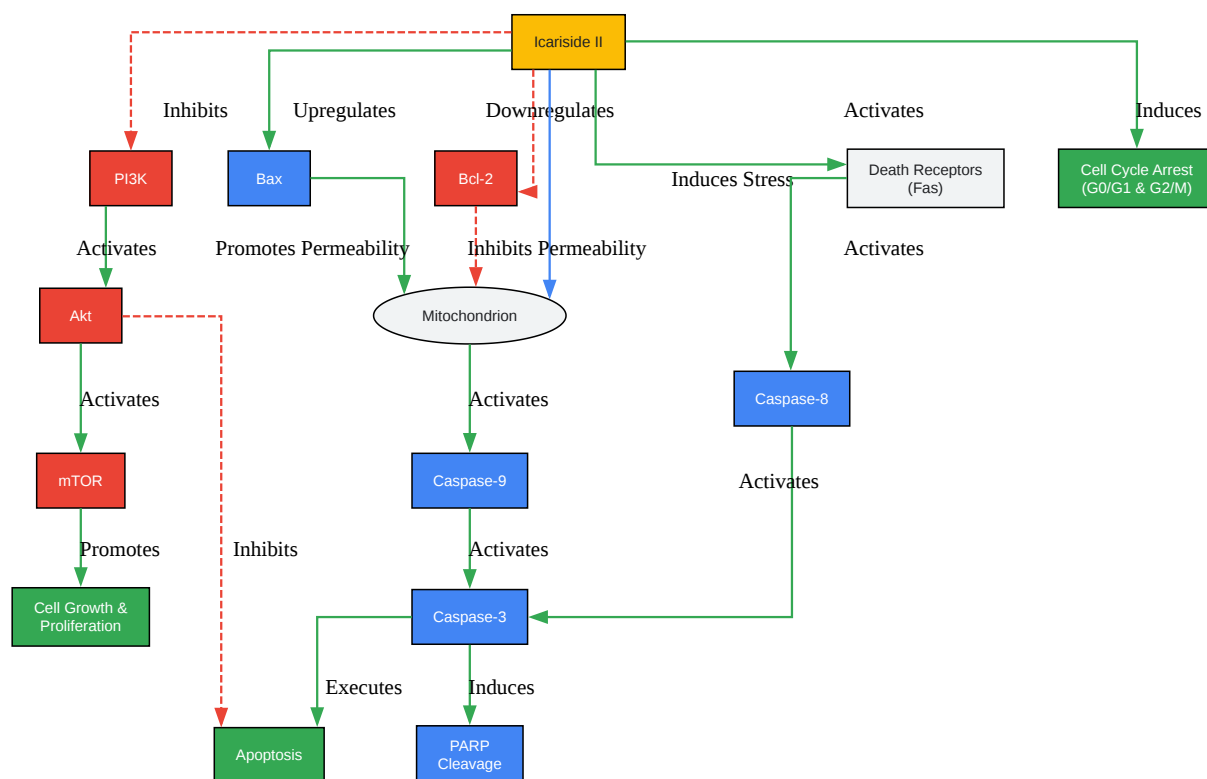 Icariside II
Inhibits
Upregulates
Downregulates
Activates
Induces
PI3K
Bax
Bcl-2
Induces Stress
Death Receptors
(Fas)
Cell Cycle Arrest
(G0/G1 & G2/M)
Activates
Promotes Permeability
Inhibits Permeability
Activates
Akt
Mitochondrion
Activates
Activates
Caspase-8
mTOR
Caspase-9
Activates
Promotes
Inhibits
Activates
Cell Growth &
Proliferation
Caspase-3
Executes
Induces
Apoptosis
PARP
Cleavage